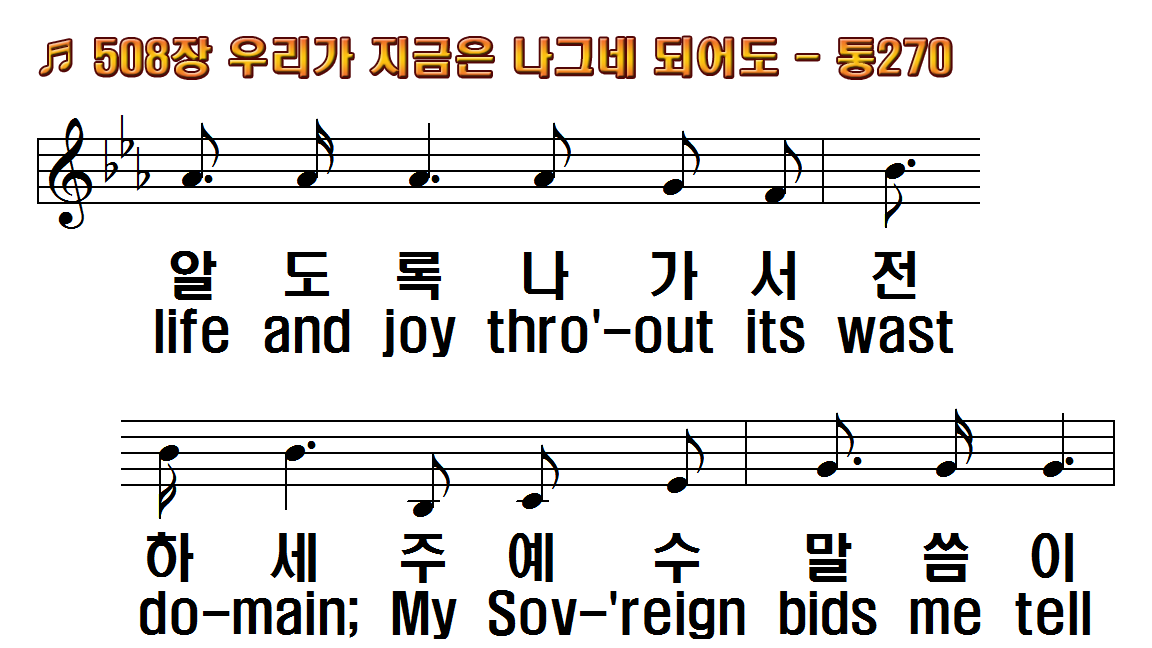 ♬ 508장 우리가 지금은 나그네 되어도 - 통270
알 도 록 나 가 서 전
life and joy thro'-out its wast
하 세 주 예 수 말 씀 이
do-main; My Sov-'reign bids me tell